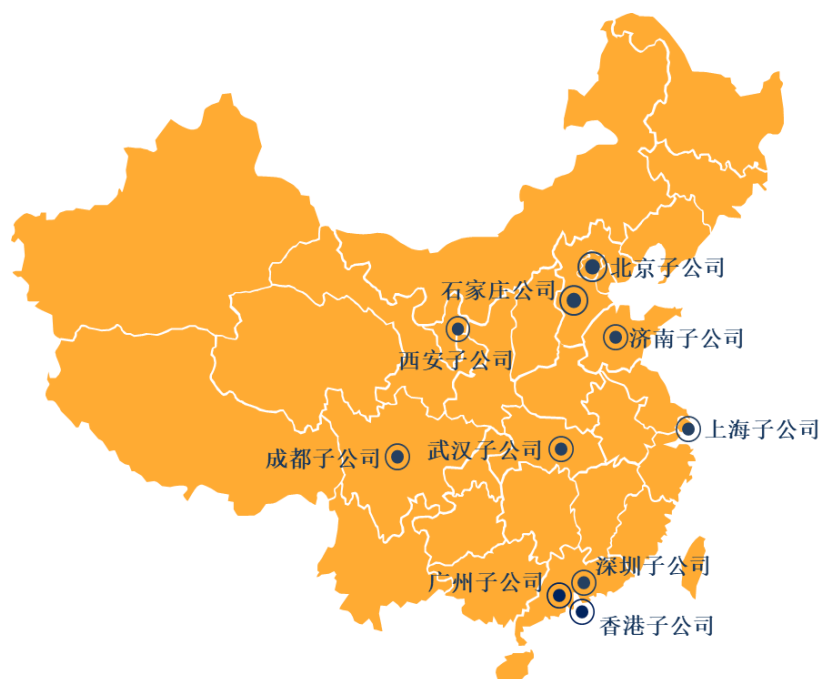 北京子公司
石家庄公司
济南子公司
西安子公司
上海子公司
武汉子公司
成都子公司
深圳子公司
广州子公司
香港子公司